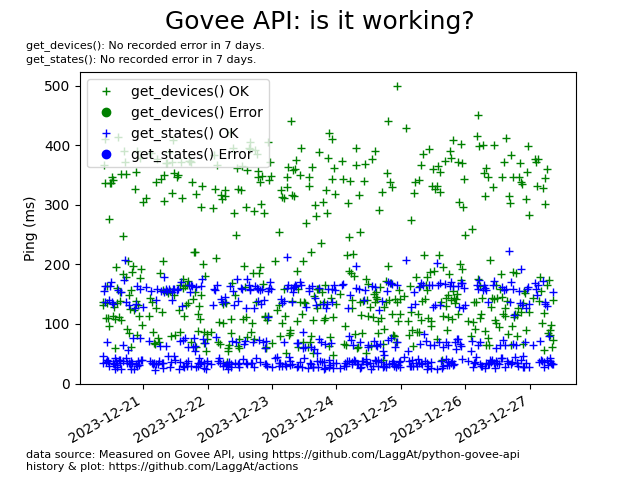 Govee API: is it working?
get_devices(): No recorded error in 7 days.
get_states(): No recorded error in 7 days.
get_devices() OK
get_devices() Error
get_states() OK
get_states() Error
Ping (ms)
500
400
300
200
100
0
2023-12-21
2023-12-22
2023-12-23
2023-12-24
2023-12-25
2023-12-26
2023-12-27
data source: Measured on Govee API, using https://github.com/LaggAt/python-govee-api
history & plot: https://github.com/LaggAt/actions